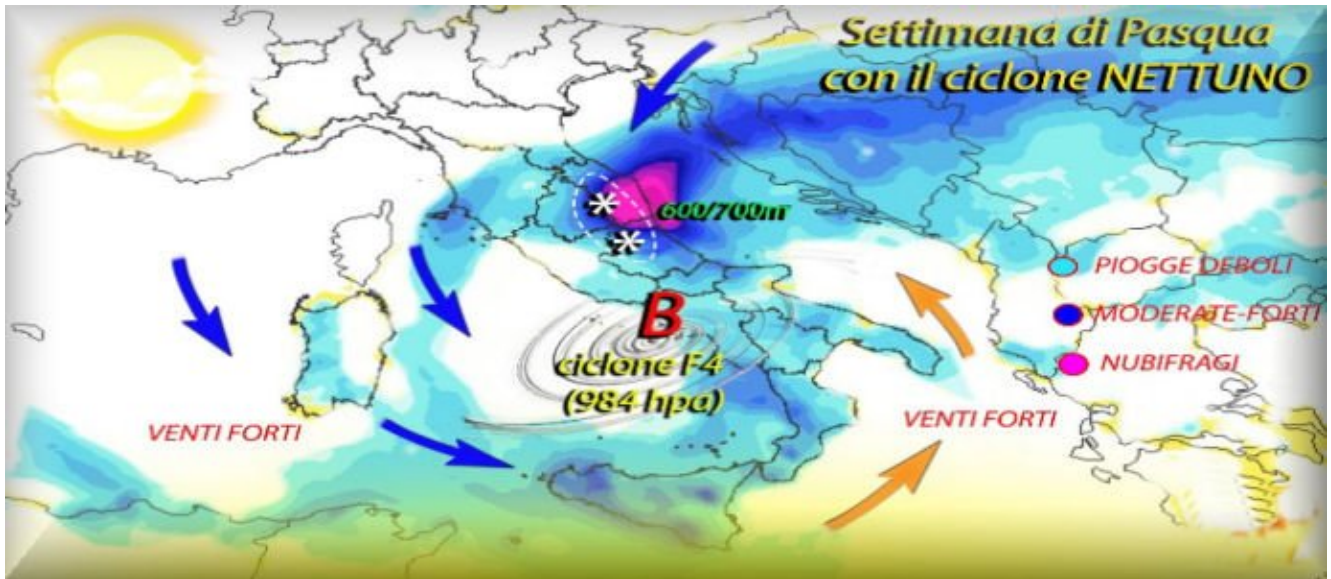 Settimana di Pasqua
con il ciclone NETTUNO
600/700m
PIOGGE DEBOLI
B
MODERATE-FORTI
ciclone F4
NUBIFRAGI
(984 hpa)
VENTI FORTI
VENTI FORTI